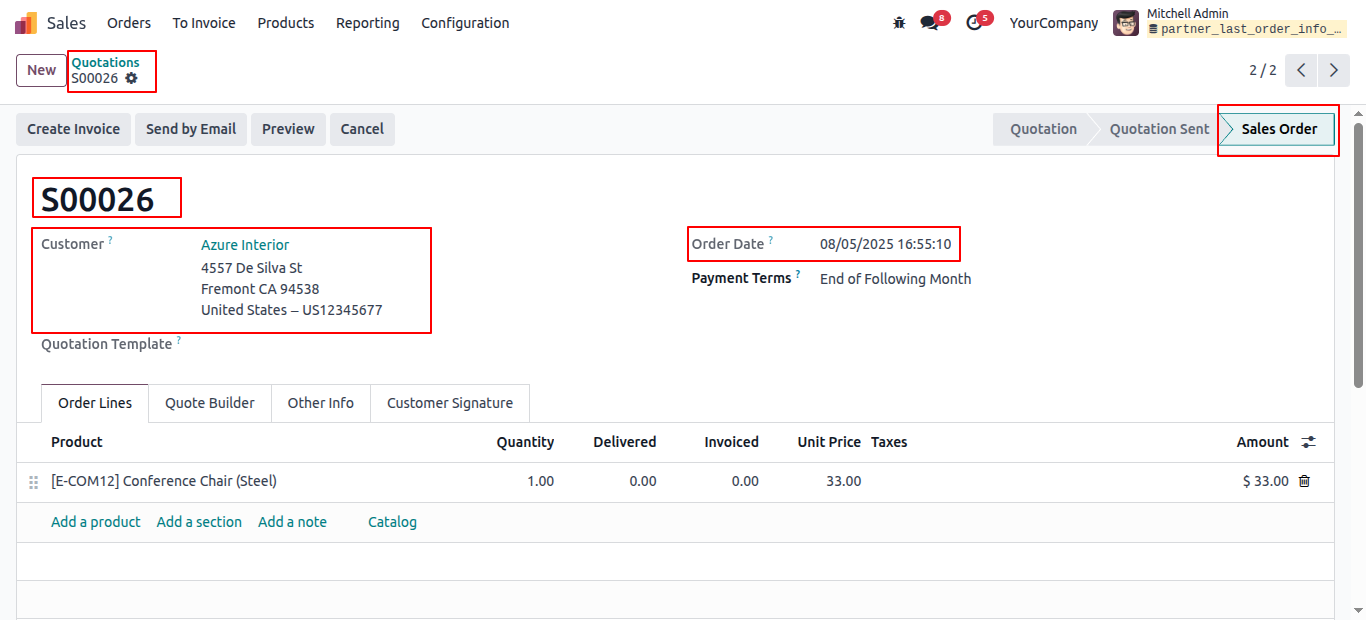 Sales Orders To Invoice Products Reporting Configuration 8 5 YourCompany Mitchell Admin
partner_last_order_info_...
New Quotations
S00026 2 / 2
Create Invoice Send by Email Preview Cancel Quotation Quotation Sent Sales Order
S00026
Customer ? Azure Interior Order Date ? 08/05/2025 16:55:10
4557 De Silva St
Fremont CA 94538 Payment Terms ? End of Following Month
United States – US12345677
Quotation Template ?
Order Lines Quote Builder Other Info Customer Signature
Product Quantity Delivered Invoiced Unit Price Taxes Amount
[E-COM12] Conference Chair (Steel) 1.00 0.00 0.00 33.00 $ 33.00
Add a product Add a section Add a note Catalog